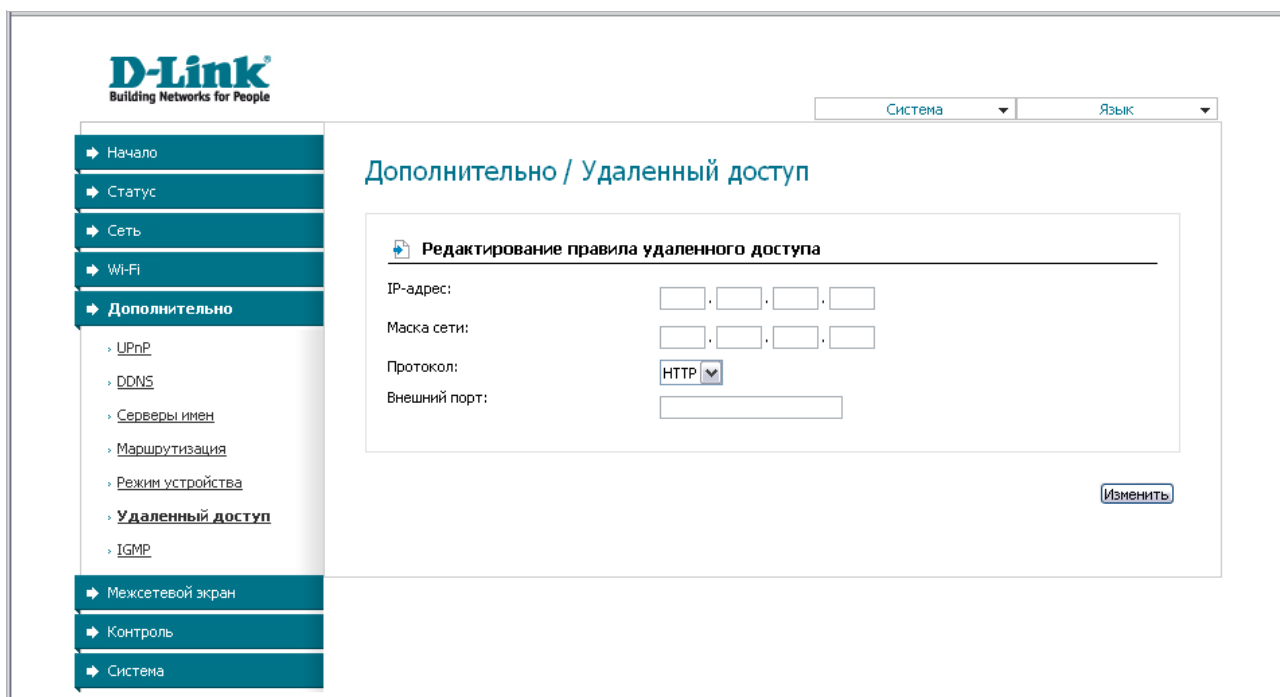 D-Link®
Building Networks for People
Система
Язык
Начало
Статус
Сеть
Wi-Fi
Дополнительно
UPnP
DDNS
Серверы имен
Маршрутизация
Режим устройства
Удаленный доступ
IGMP
Межсетевой экран
Контроль
Система
Дополнительно / Удаленный доступ
Редактирование правила удаленного доступа
IP-адрес:
. . .
Маска сети:
. . .
Протокол:
HTTP
Внешний порт:
Изменить